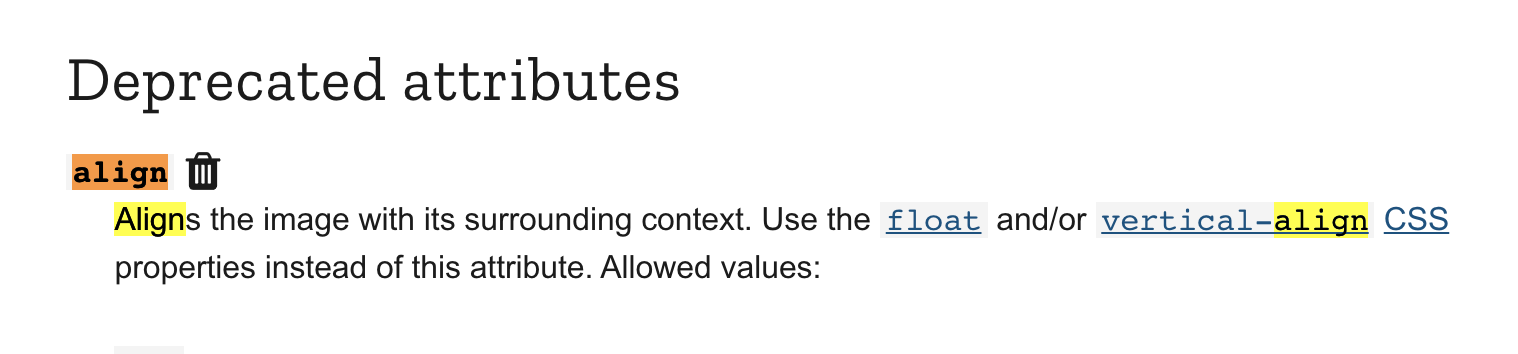 Deprecated attributes
align
Aligns the image with its surrounding context. Use the float and/or vertical-align CSS
properties instead of this attribute. Allowed values: